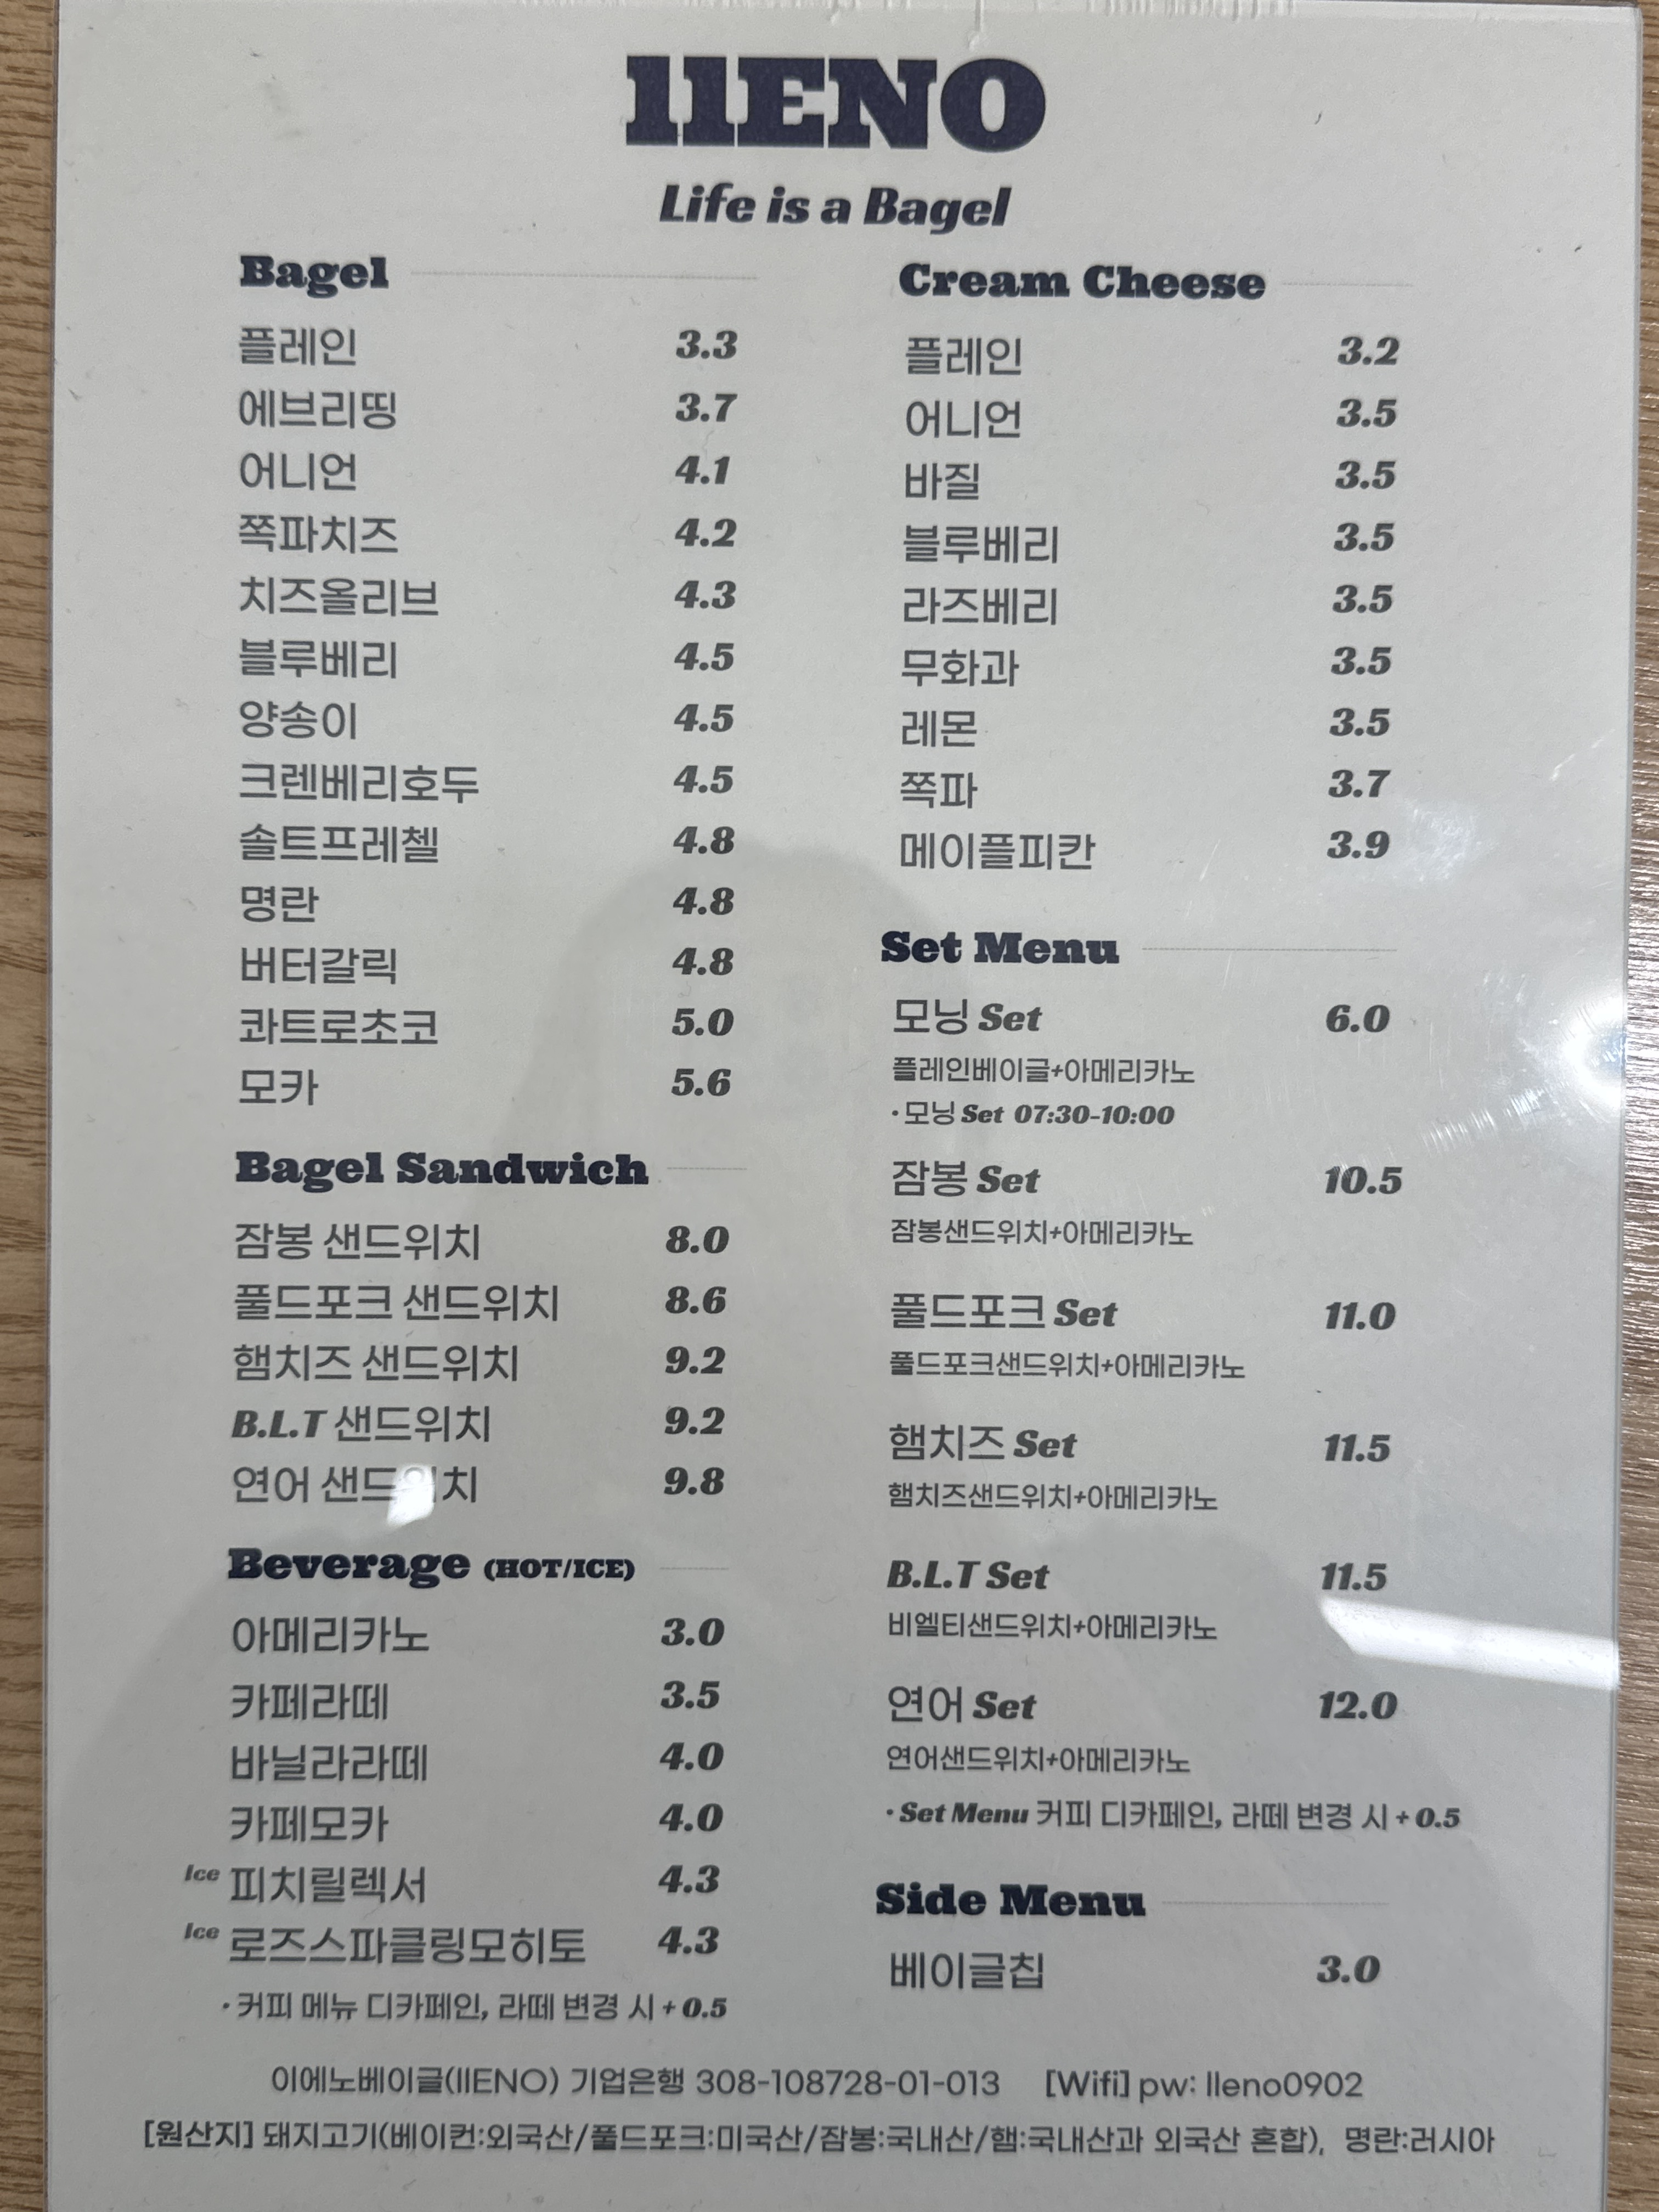 llENO
Life is a Bagel
Bagel
플레인 3.3
에브리띵 3.7
어니언 4.1
쪽파치즈 4.2
치즈올리브 4.3
블루베리 4.5
양송이 4.5
크렌베리호두 4.5
솔트프레첼 4.8
명란 4.8
버터갈릭 4.8
콰트로초코 5.0
모카 5.6
Bagel Sandwich
잠봉 샌드위치 8.0
풀드포크 샌드위치 8.6
햄치즈 샌드위치 9.2
B.L.T 샌드위치 9.2
연어 샌드위치 9.8
Beverage (HOT/ICE)
아메리카노 3.0
카페라떼 3.5
바닐라라떼 4.0
카페모카 4.0
Ice 피치릴렉서 4.3
Ice 로즈스파클링모히토 4.3
· 커피 메뉴 디카페인, 라떼 변경 시 + 0.5
Cream Cheese
플레인 3.2
어니언 3.5
바질 3.5
블루베리 3.5
라즈베리 3.5
무화과 3.5
레몬 3.5
쪽파 3.7
메이플피칸 3.9
Set Menu
모닝 Set 6.0
플레인베이글+아메리카노
· 모닝 Set 07:30-10:00
잠봉 Set 10.5
잠봉샌드위치+아메리카노
풀드포크 Set 11.0
풀드포크샌드위치+아메리카노
햄치즈 Set 11.5
햄치즈샌드위치+아메리카노
B.L.T Set 11.5
비엘티샌드위치+아메리카노
연어 Set 12.0
연어샌드위치+아메리카노
· Set Menu 커피 디카페인, 라떼 변경 시 + 0.5
Side Menu
베이글칩 3.0
이에노베이글(llENO) 기업은행 308-108728-01-013 [Wifi] pw: lleno0902
[원산지] 돼지고기(베이컨:외국산/풀드포크:미국산/잠봉:국내산/햄:국내산과 외국산 혼합), 명란:러시아